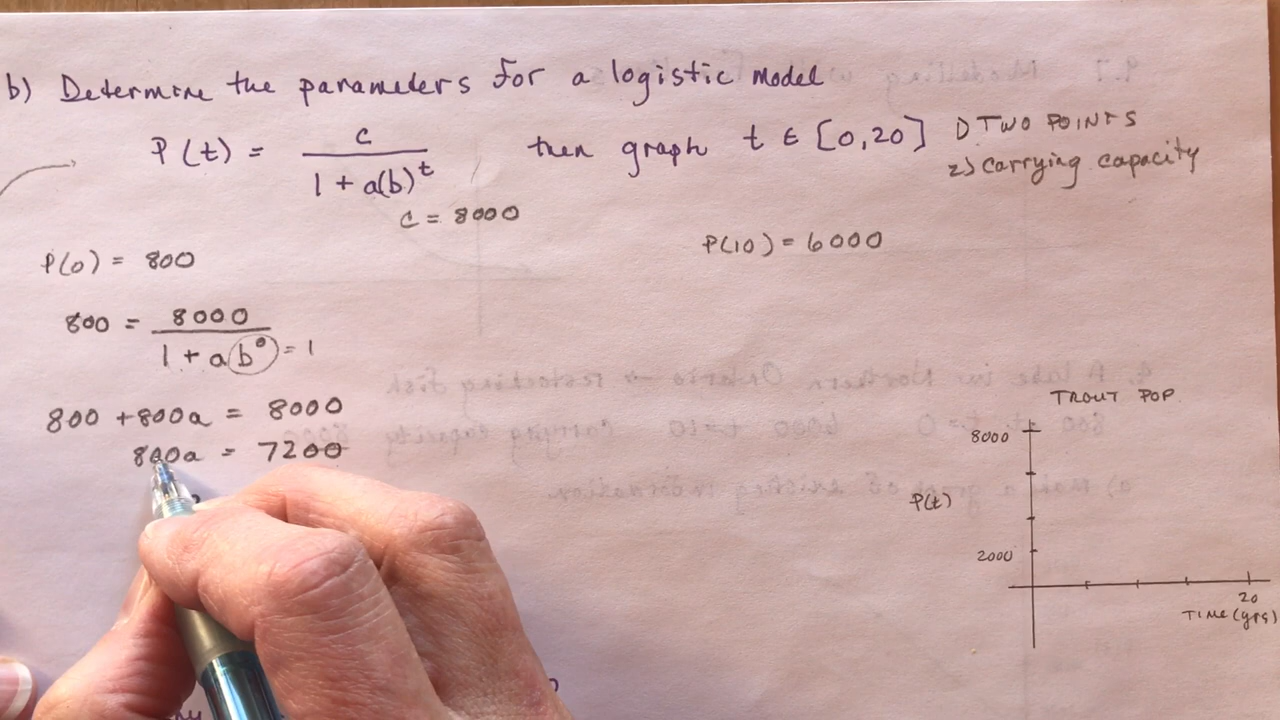 b) Determine the parameters for a logistic model
P(t) = c / 1 + a(b)^t then graph t ∈ [0,20] 1) TWO POINTS
2) Carrying capacity
c = 8000
P(10) = 6000
P(0) = 800
800 = 8000 / 1 + a b^0 = 1
800 + 800a = 8000
800a = 7200
TROUT POP.
8000
P(t)
2000
20
TIME (yrs)